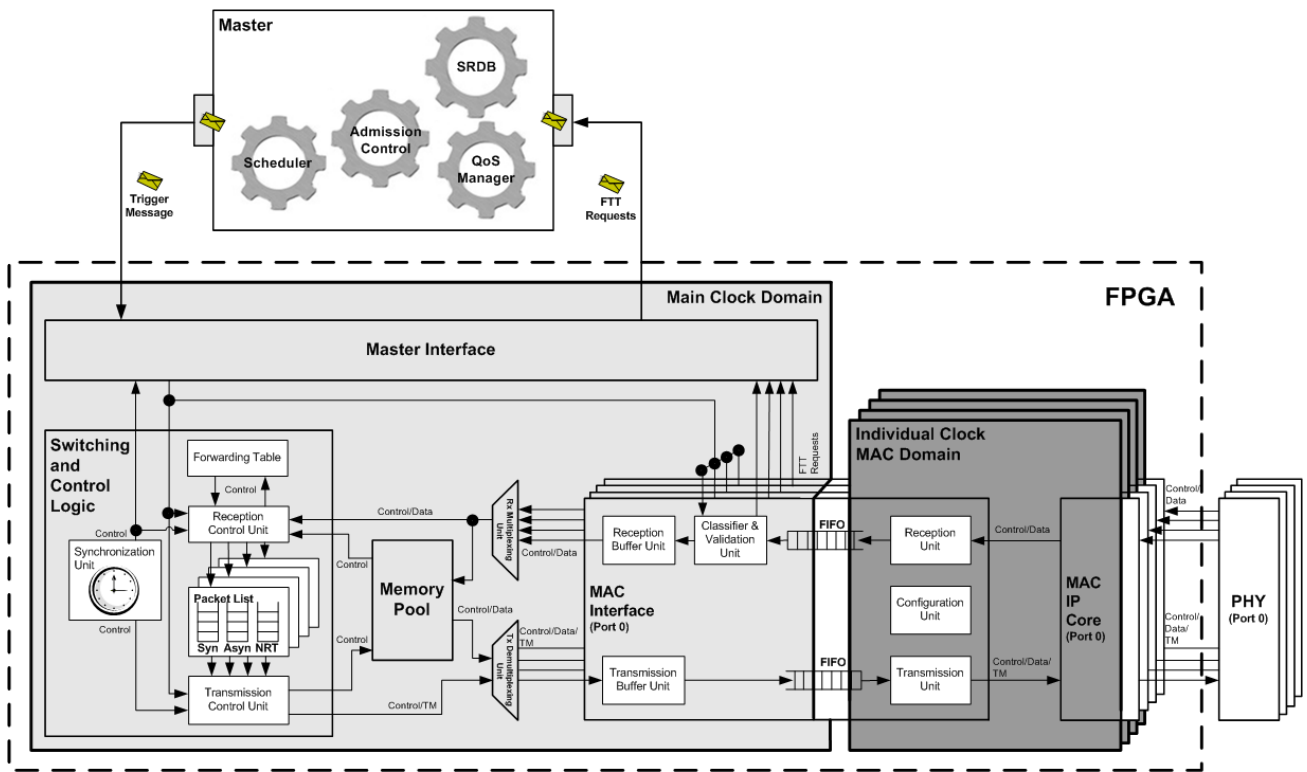 Master
SRDB
Admission
Control
Scheduler
QoS
Manager
Trigger
Message
FTT
Requests
Main Clock Domain
FPGA
Master Interface
Switching
and
Control
Logic
Forwarding Table
Control
Reception
Control Unit
Control
Synchronization
Unit
Control
Packet List
Syn Asyn NRT
Transmission
Control Unit
Control
Control
Memory
Pool
Control/Data
Control/Data
Control/TM
Rx Multiplexing
Unit
Tx Demultiplexing
Unit
Control/Data
Control/Data/
TM
FTT
Requests
Reception
Buffer Unit
Classifier &
Validation
Unit
MAC
Interface
(Port 0)
Transmission
Buffer Unit
FIFO
FIFO
Individual Clock
MAC Domain
Reception
Unit
Configuration
Unit
Transmission
Unit
Control/Data
Control/Data/
TM
MAC
IP
Core
(Port 0)
Control/
Data
Control/
Data/
TM
PHY
(Port 0)